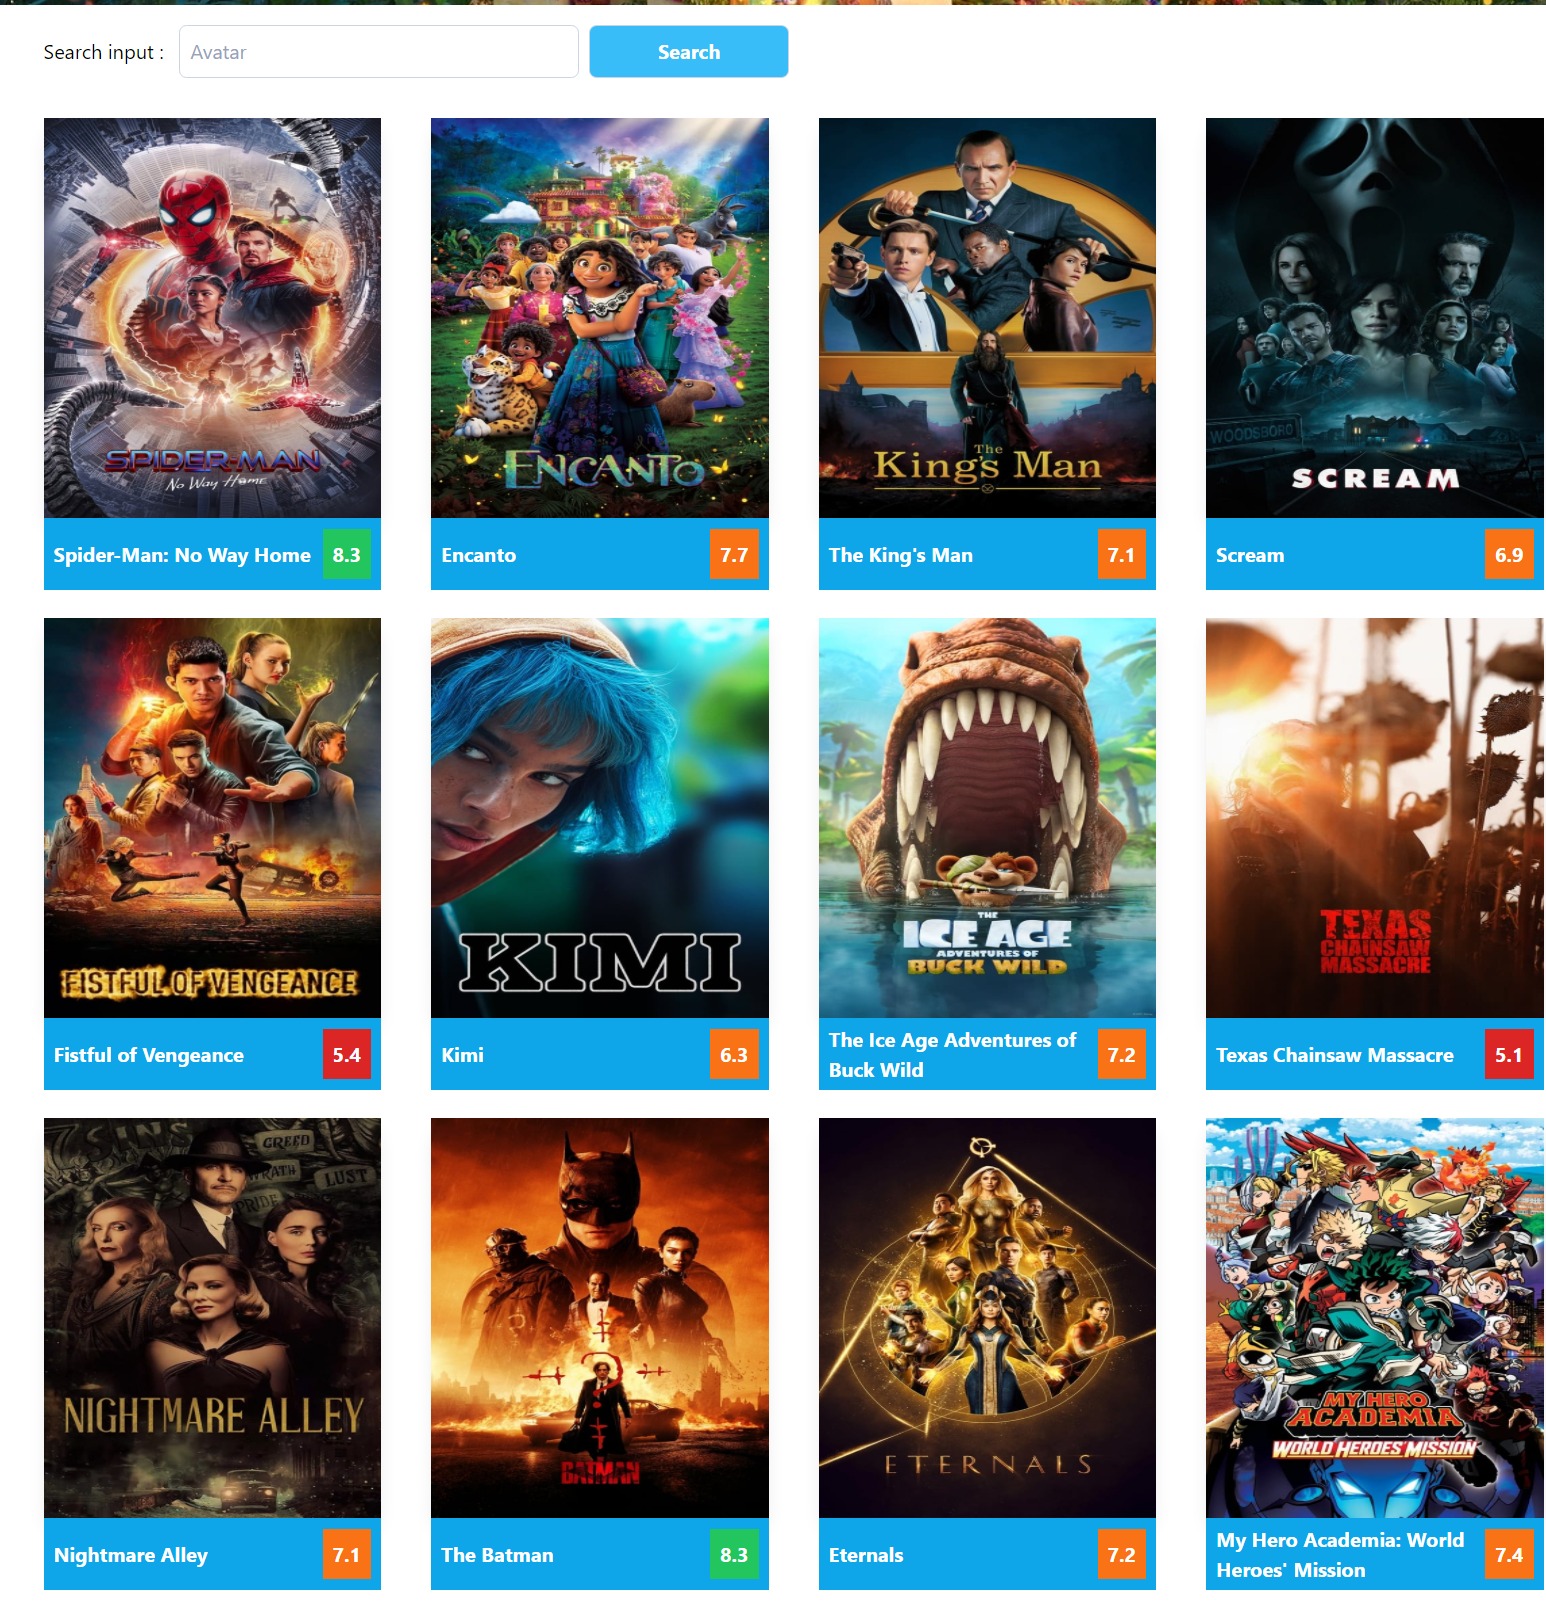 Search input :
Avatar
Search
SPIDER-MAN
No Way Home
ENCANTO
The
King's Man
WOODSBORO
SCREAM
Spider-Man: No Way Home
8.3
Encanto
7.7
The King's Man
7.1
Scream
6.9
FISTFUL OF VENGEANCE
KIMI
THE
ICE AGE
ADVENTURES OF
BUCK WILD
TEXAS
CHAINSAW
MASSACRE
Fistful of Vengeance
5.4
Kimi
6.3
The Ice Age Adventures of
Buck Wild
7.2
Texas Chainsaw Massacre
5.1
7 SINS
GREED
WRATH
LUST
PRIDE
NIGHTMARE ALLEY
THE
BATMAN
ETERNALS
MY HERO
ACADEMIA
WORLD HEROES' MISSION
Nightmare Alley
7.1
The Batman
8.3
Eternals
7.2
My Hero Academia: World
Heroes' Mission
7.4